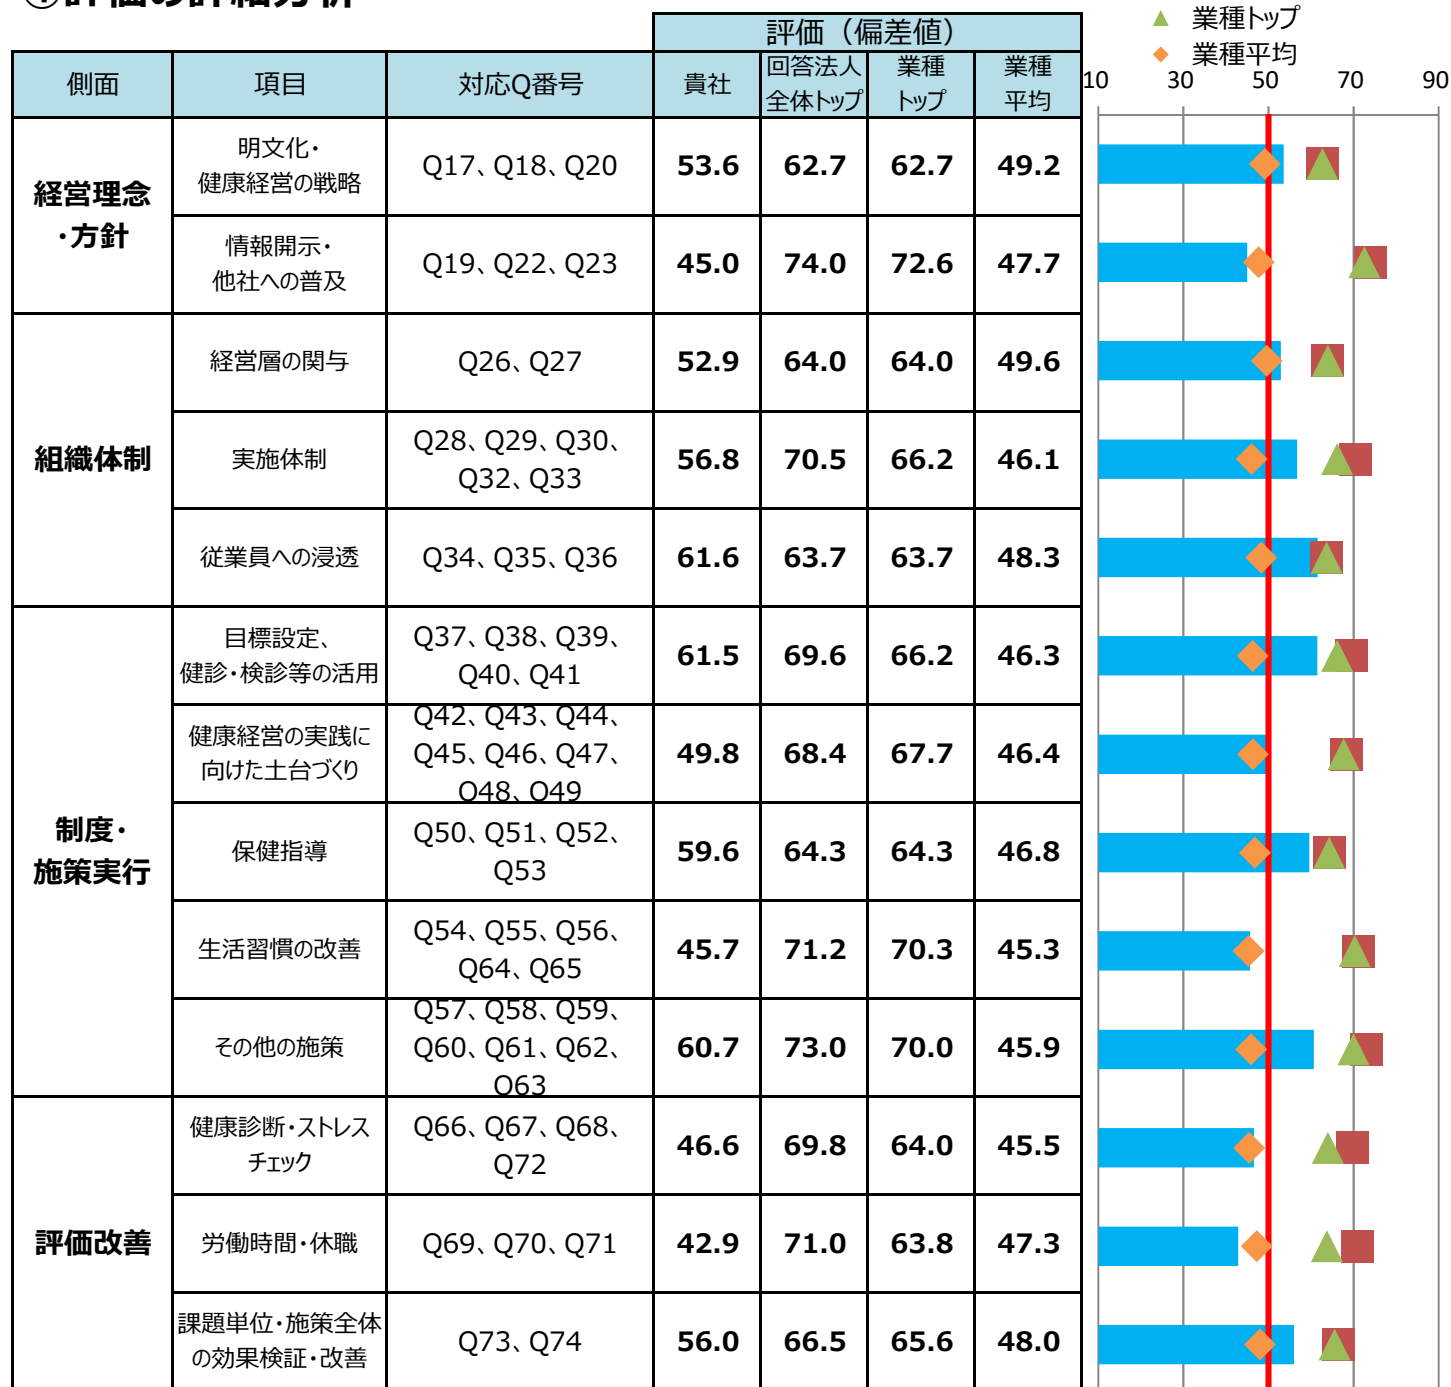 ①評価の詳細分析
評価（偏差値）
側面 項目 対応Q番号 貴社 回答法人全体トップ 業種トップ 業種平均
▲ 業種トップ
◆ 業種平均
10 30 50 70 90
経営理念
・方針
明文化・
健康経営の戦略
Q17、Q18、Q20
53.6 62.7 62.7 49.2
情報開示・
他社への普及
Q19、Q22、Q23
45.0 74.0 72.6 47.7
組織体制
経営層の関与
Q26、Q27
52.9 64.0 64.0 49.6
実施体制
Q28、Q29、Q30、
Q32、Q33
56.8 70.5 66.2 46.1
従業員への浸透
Q34、Q35、Q36
61.6 63.7 63.7 48.3
制度・
施策実行
目標設定、
健診・検診等の活用
Q37、Q38、Q39、
Q40、Q41
61.5 69.6 66.2 46.3
健康経営の実践に
向けた土台づくり
Q42、Q43、Q44、
Q45、Q46、Q47、
Q48、Q49
49.8 68.4 67.7 46.4
保健指導
Q50、Q51、Q52、
Q53
59.6 64.3 64.3 46.8
生活習慣の改善
Q54、Q55、Q56、
Q64、Q65
45.7 71.2 70.3 45.3
その他の施策
Q57、Q58、Q59、
Q60、Q61、Q62、
Q63
60.7 73.0 70.0 45.9
評価改善
健康診断・ストレス
チェック
Q66、Q67、Q68、
Q72
46.6 69.8 64.0 45.5
労働時間・休職
Q69、Q70、Q71
42.9 71.0 63.8 47.3
課題単位・施策全体
の効果検証・改善
Q73、Q74
56.0 66.5 65.6 48.0